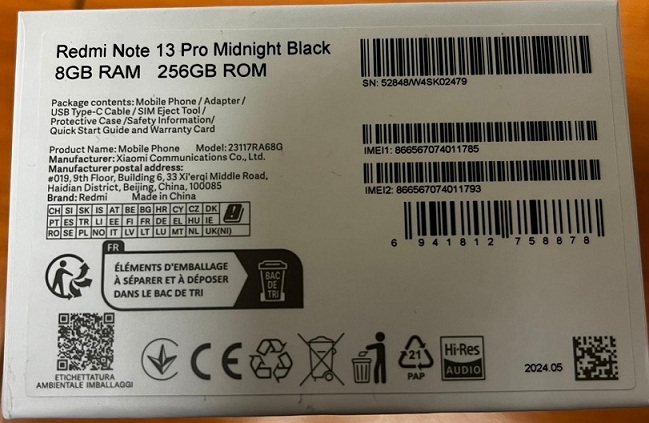 Redmi Note 13 Pro Midnight Black
8GB RAM 256GB ROM
SN: 52848/W4SK02479
Package contents: Mobile Phone / Adapter /
USB Type-C Cable / SIM Eject Tool /
Protective Case /Safety Information/
Quick Start Guide and Warranty Card
IMEI1: 866567074011785
IMEI2: 866567074011793
6 941812 758878
Product Name: Mobile Phone Model: 23117RA68G
Manufacturer: Xiaomi Communications Co., Ltd.
Manufacturer postal address:
#019, 9th Floor, Building 6, 33 Xi'erqi Middle Road,
Haidian District, Beijing, China, 100085
Brand: Redmi Made in China
CH SI SK IS AT BE BG HR CY CZ DK
PT ES TR LI EE FI FR DE EL HU IE
RO SE PL NO IT LV LT LU MT NL UK(NI)
FR
ÉLÉMENTS D'EMBALLAGE
À SÉPARER ET À DÉPOSER
DANS LE BAC DE TRI
BAC
DE
TRI
ETICHETTATURA
AMBIENTALE IMBALLAGGI
CE
21
PAP
Hi-Res
AUDIO
2024.05